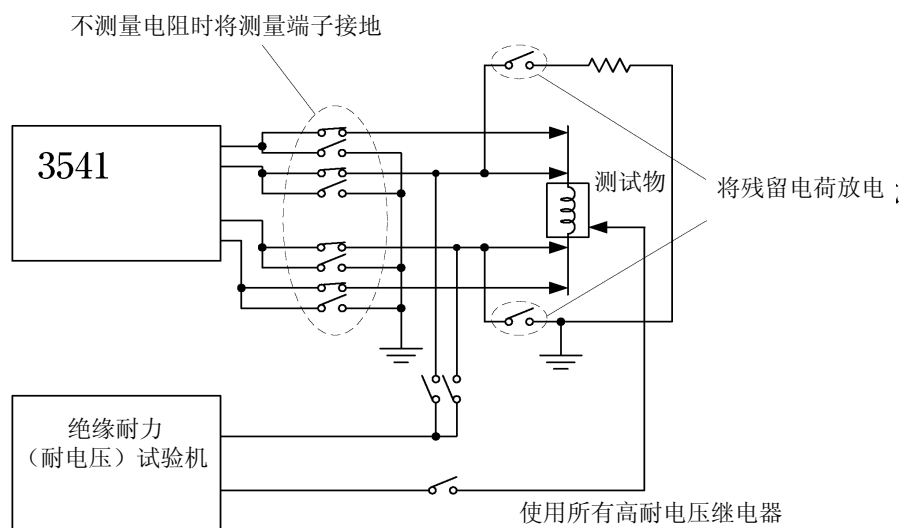 不测量电阻时将测量端子接地
3541
测试物
将残留电荷放电
绝缘耐力
（耐电压）试验机
使用所有高耐电压继电器